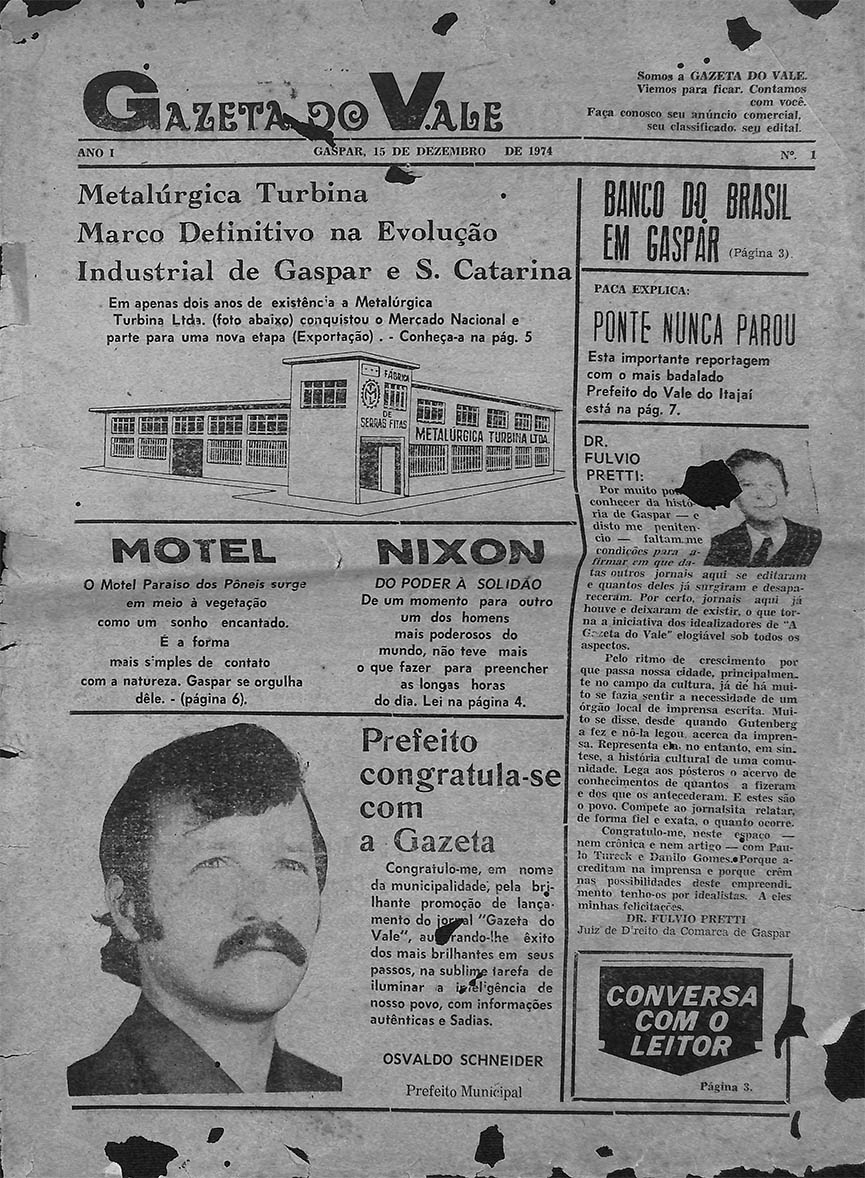 GAZETA DO VALE
Somos a GAZETA DO VALE.
Viemos para ficar. Contamos
com você.
Faça conosco seu anúncio comercial,
seu classificado, seu edital.
ANO I GASPAR, 15 DE DEZEMBRO DE 1974 Nº. 1
Metalúrgica Turbina
Marco Definitivo na Evolução
Industrial de Gaspar e S. Catarina
Em apenas dois anos de existência a Metalúrgica
Turbina Ltda. (foto abaixo) conquistou o Mercado Nacional e
parte para uma nova etapa (Exportação) . - Conheça-a na pág. 5
FÁBRICA
DE
SERRAS FITAS
METALÚRGICA TURBINA LTDA.
MOTEL
O Motel Paraiso dos Pôneis surge
em meio à vegetação
como um sonho encantado.
É a forma
mais simples de contato
com a natureza. Gaspar se orgulha
dêle. - (página 6).
NIXON
DO PODER À SOLIDÃO
De um momento para outro
um dos homens
mais poderosos do
mundo, não teve mais
o que fazer para preencher
as longas horas
do dia. Lei na página 4.
Prefeito
congratula-se
com
a Gazeta
Congratulo-me, em nome
da municipalidade, pela bri-
lhante promoção de lança-
mento do jornal "Gazeta do
Vale", êxito
dos mais brilhantes em seus
passos, na sublime tarefa de
iluminar a inteligência de
nosso povo, com informações
autênticas e Sadias.
OSVALDO SCHNEIDER
Prefeito Municipal
BANCO DO BRASIL
EM GASPAR (Página 3).
PACA EXPLICA:
PONTE NUNCA PAROU
Esta importante reportagem
com o mais badalado
Prefeito do Vale do Itajaí
está na pág. 7.
DR.
FULVIO
PRETTI:
Por muito
conhecer da histó-
ria de Gaspar — e
disto me peniten-
cio — faltam-me
condições para a-
firmar em que da-
tas outros jornais aqui se editaram
e quantos deles já surgiram e desapa-
receram. Por certo, jornais aqui já
houve e deixaram de existir, o que tor-
na a iniciativa dos idealizadores de "A
Gazeta do Vale" elogiável sob todos os
aspectos.
Pelo ritmo de crescimento por
que passa nossa cidade, principalmen-
te no campo da cultura, já de há mui-
to se fazia sentir a necessidade de um
órgão local de imprensa escrita. Mui-
to se disse, desde quando Gutenberg
a fez e nô-la legou, acerca da impren-
sa. Representa ela, no entanto, em sín-
tese, a história cultural de uma comu-
nidade. Lega aos pósteros o acervo de
conhecimentos de quantos a fizeram
e dos que os antecederam. E estes são
o povo. Compete ao jornalsita relatar,
de forma fiel e exata, o quanto ocorre.
Congratulo-me, neste espaço —
nem crônica e nem artigo — com Pau-
lo Tureck e Danilo Gomes. Porque a-
creditam na imprensa e porque crêm
nas possibilidades deste empreendi-
mento tenho-os por idealistas. A eles
minhas felicitações.
DR. FULVIO PRETTI
Juiz de Direito da Comarca de Gaspar
CONVERSA
COM O
LEITOR
Página 3.